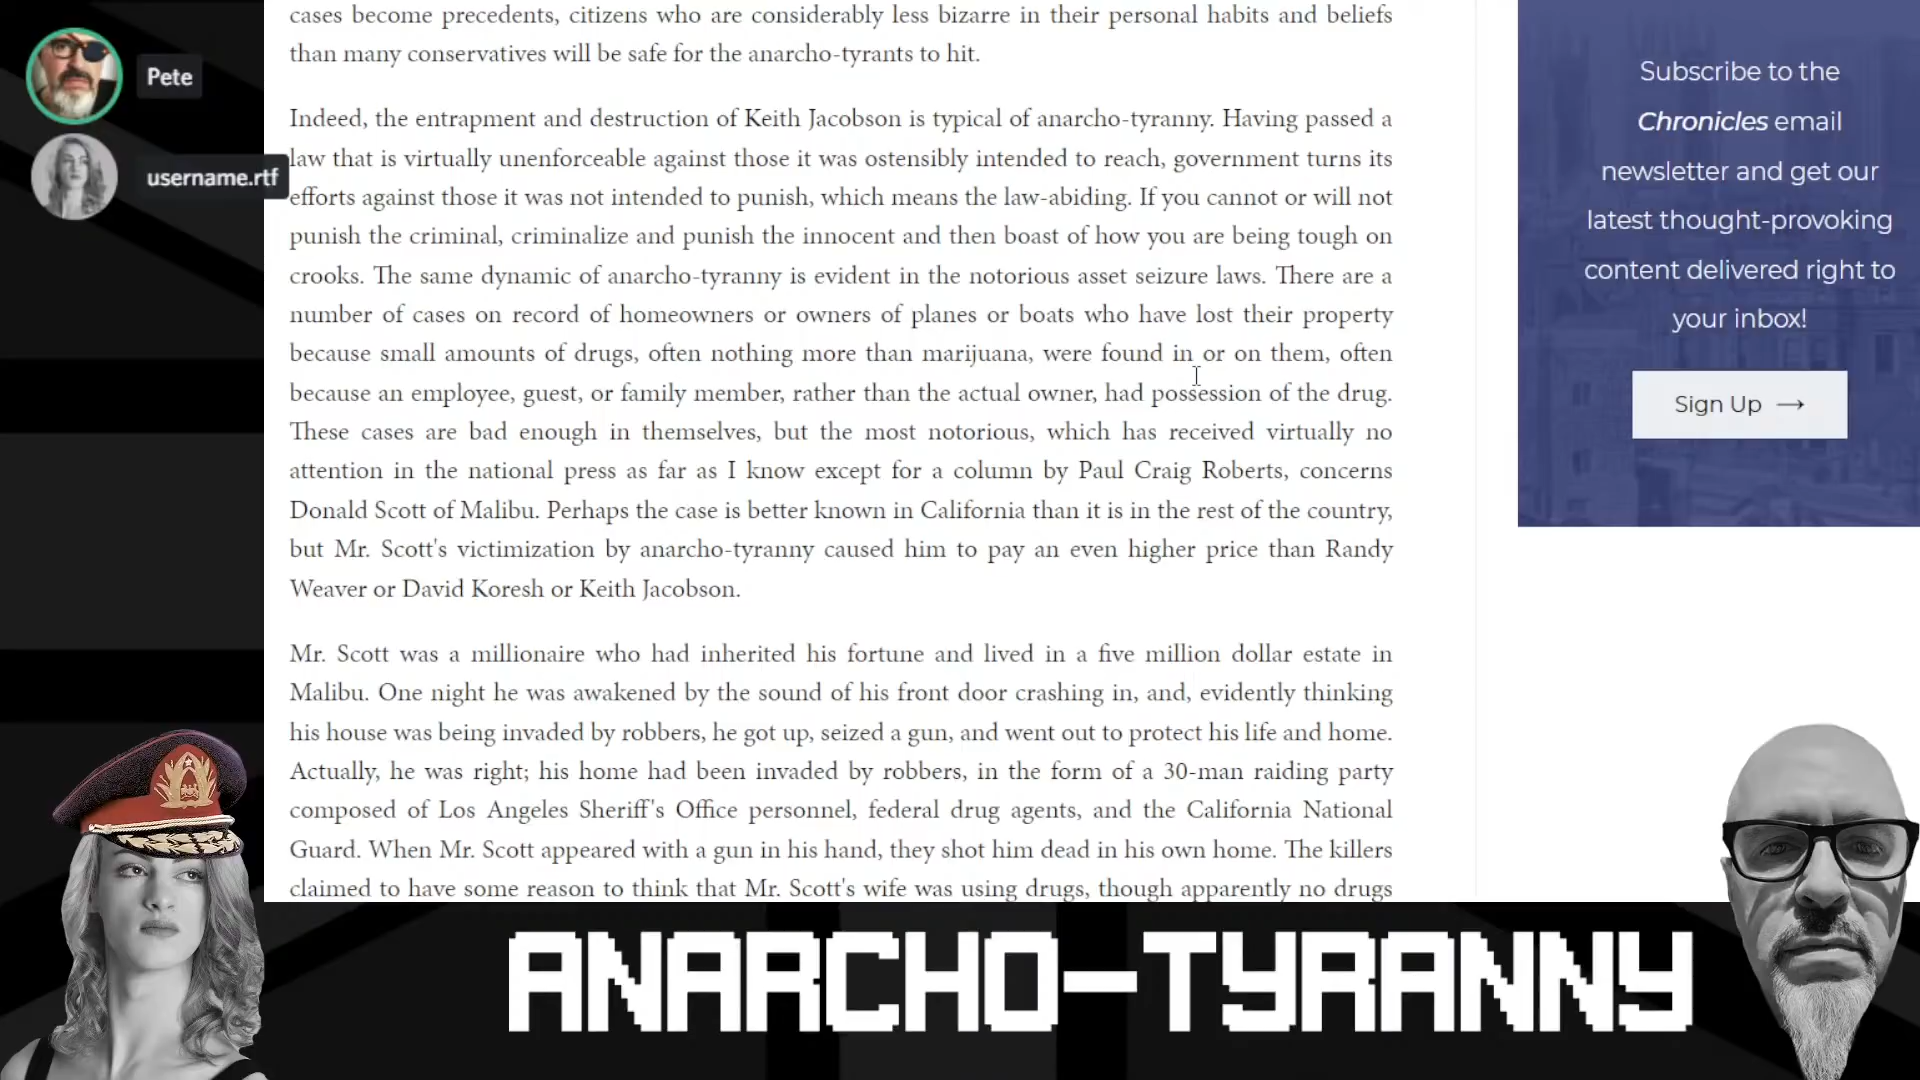 Pete
username.rtf
cases become precedents, citizens who are considerably less bizarre in their personal habits and beliefs
than many conservatives will be safe for the anarcho-tyrants to hit.
Indeed, the entrapment and destruction of Keith Jacobson is typical of anarcho-tyranny. Having passed a
law that is virtually unenforceable against those it was ostensibly intended to reach, government turns its
efforts against those it was not intended to punish, which means the law-abiding. If you cannot or will not
punish the criminal, criminalize and punish the innocent and then boast of how you are being tough on
crooks. The same dynamic of anarcho-tyranny is evident in the notorious asset seizure laws. There are a
number of cases on record of homeowners or owners of planes or boats who have lost their property
because small amounts of drugs, often nothing more than marijuana, were found in or on them, often
because an employee, guest, or family member, rather than the actual owner, had possession of the drug.
These cases are bad enough in themselves, but the most notorious, which has received virtually no
attention in the national press as far as I know except for a column by Paul Craig Roberts, concerns
Donald Scott of Malibu. Perhaps the case is better known in California than it is in the rest of the country,
but Mr. Scott's victimization by anarcho-tyranny caused him to pay an even higher price than Randy
Weaver or David Koresh or Keith Jacobson.
Mr. Scott was a millionaire who had inherited his fortune and lived in a five million dollar estate in
Malibu. One night he was awakened by the sound of his front door crashing in, and, evidently thinking
his house was being invaded by robbers, he got up, seized a gun, and went out to protect his life and home.
Actually, he was right; his home had been invaded by robbers, in the form of a 30-man raiding party
composed of Los Angeles Sheriff's Office personnel, federal drug agents, and the California National
Guard. When Mr. Scott appeared with a gun in his hand, they shot him dead in his own home. The killers
claimed to have some reason to think that Mr. Scott's wife was using drugs, though apparently no drugs
Subscribe to the
Chronicles email
newsletter and get our
latest thought-provoking
content delivered right to
your inbox!
Sign Up →
ANARCHO-TYRANNY